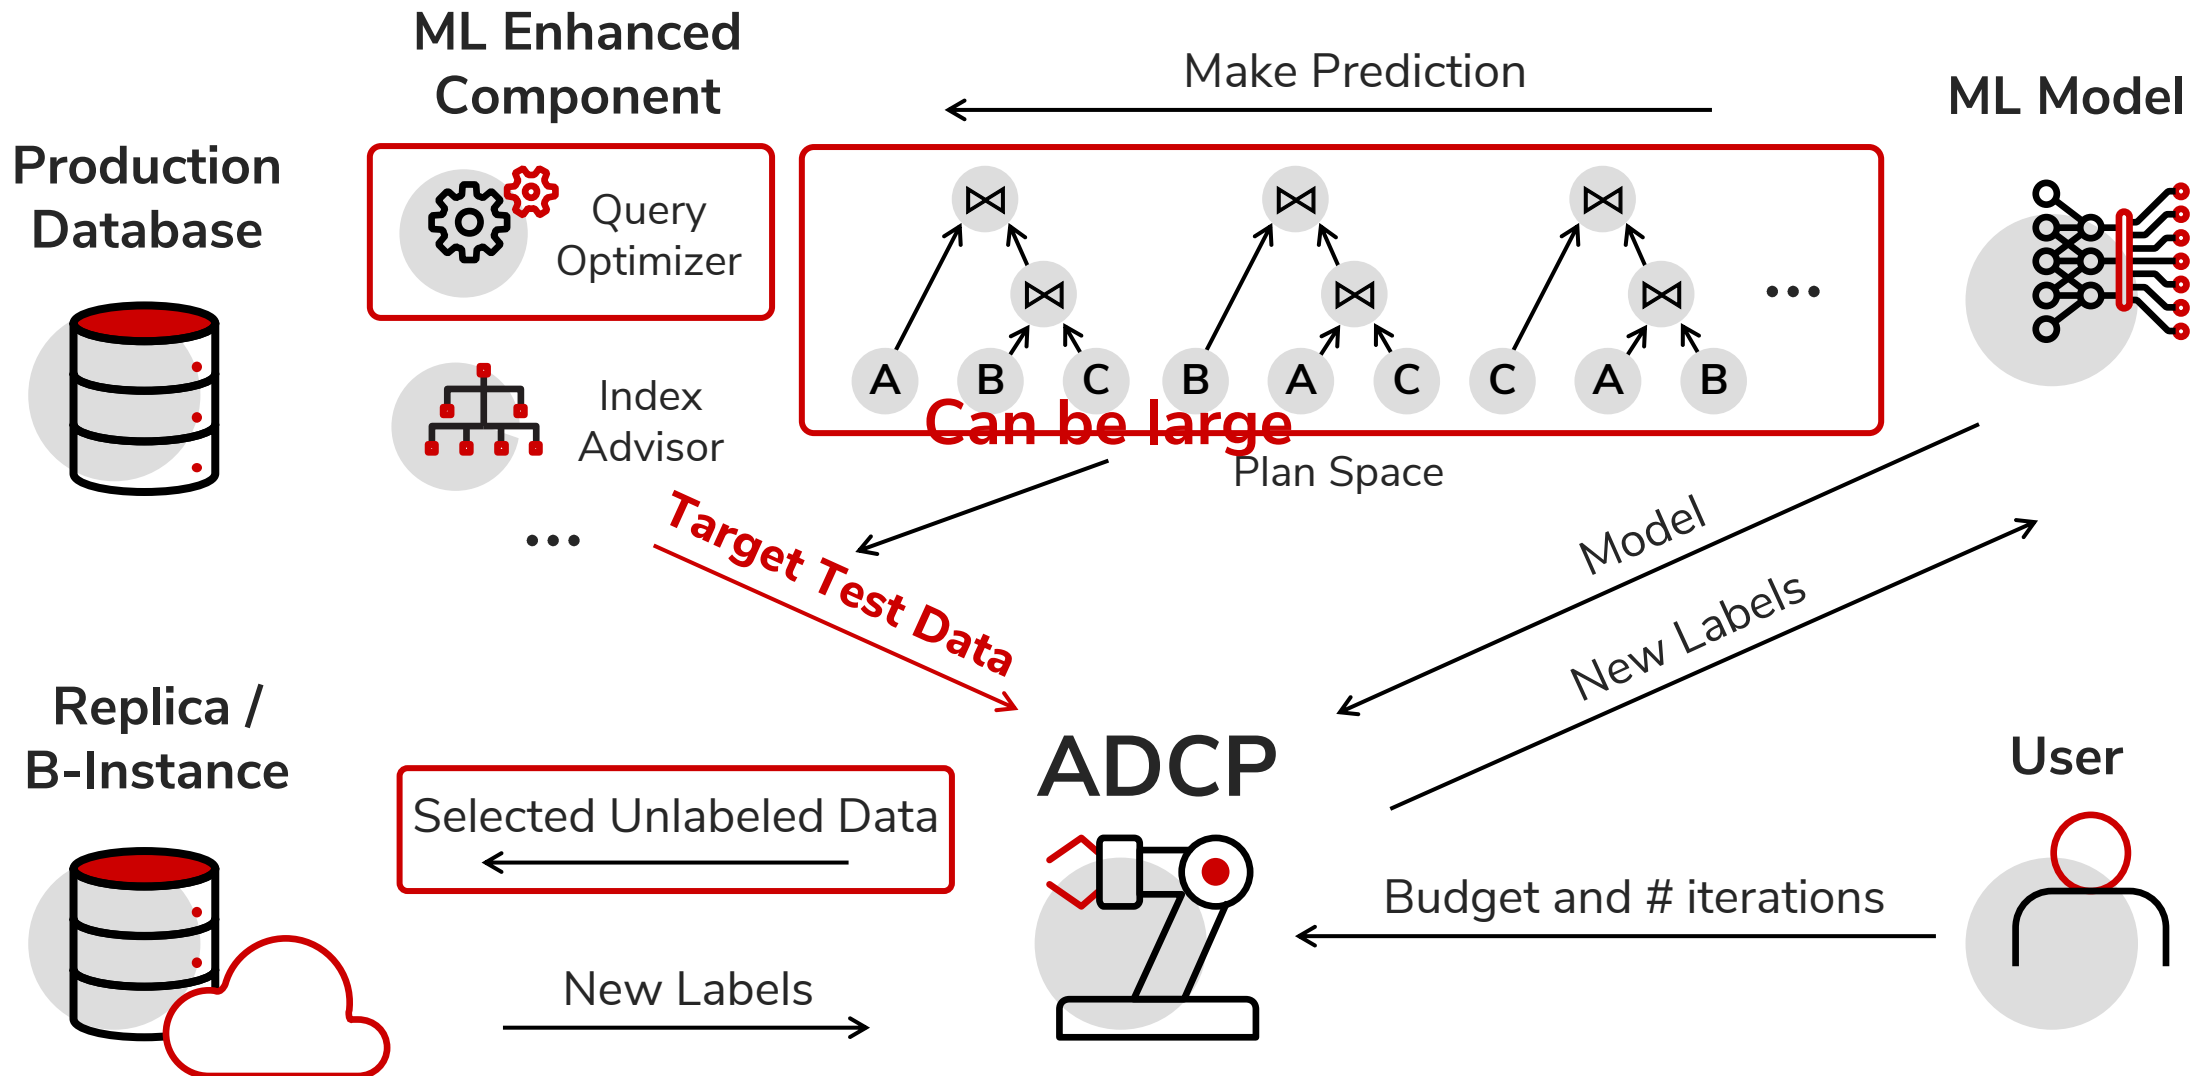 ML Enhanced
Component
Make Prediction
ML Model
Production
Database
Query
Optimizer
⋈ ⋈ ⋈
⋈ ⋈ ⋈ ...
A B C B A C C A B
Index
Advisor
Can be large
Plan Space
...
Target Test Data
Model
New Labels
Replica /
B-Instance
ADCP
User
Selected Unlabeled Data
Budget and # iterations
New Labels